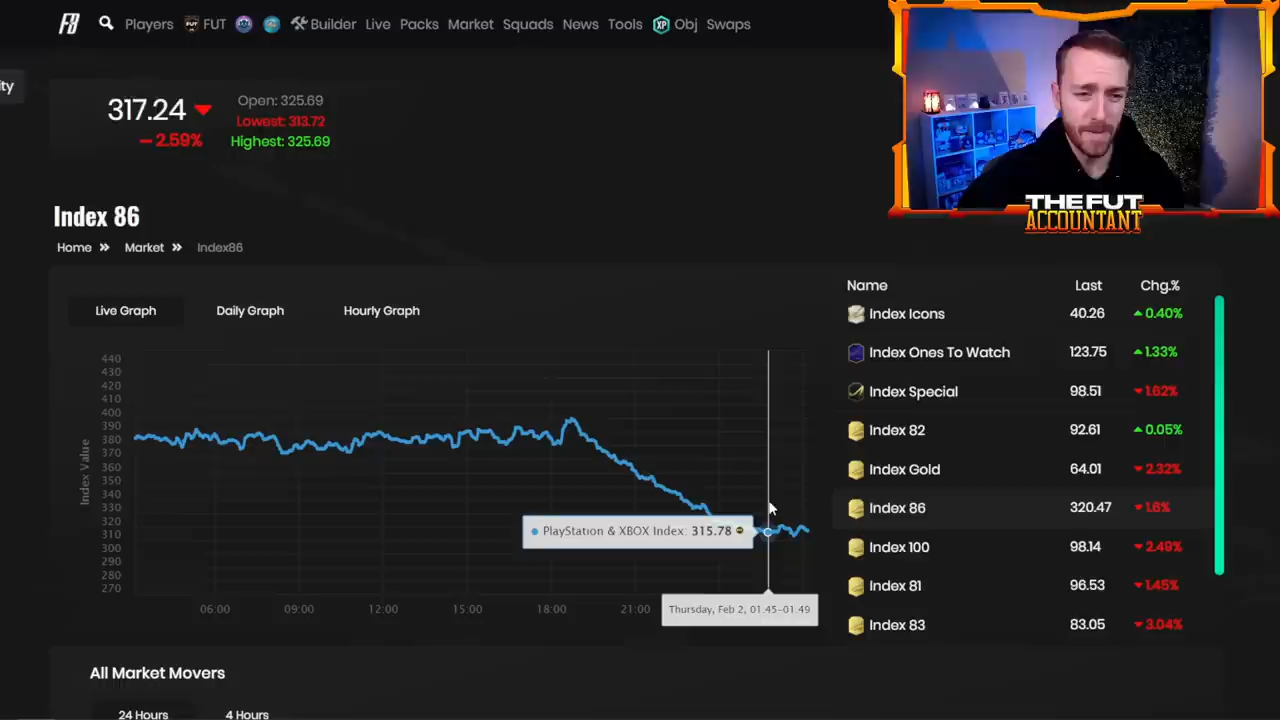 F8 Players FUT Builder Live Packs Market Squads News Tools XP Obj Swaps
ty
317.24
-2.59%
Open: 325.69
Lowest: 313.72
Highest: 325.69
THE FUT
ACCOUNTANT
Index 86
Home » Market » Index86
Live Graph Daily Graph Hourly Graph
Name Last Chg.%
Index Icons 40.26 0.40%
Index Ones To Watch 123.75 1.33%
Index Special 98.51 1.62%
Index 82 92.61 0.05%
Index Gold 64.01 2.32%
Index 86 320.47 1.6%
Index 100 98.14 2.49%
Index 81 96.53 1.45%
Index 83 83.05 3.04%
Index Value
440
430
420
410
400
390
380
370
360
350
340
330
320
310
300
290
280
270
PlayStation & XBOX Index: 315.78
06:00 09:00 12:00 15:00 18:00 21:00
Thursday, Feb 2, 01:45-01:49
All Market Movers
24 Hours 4 Hours